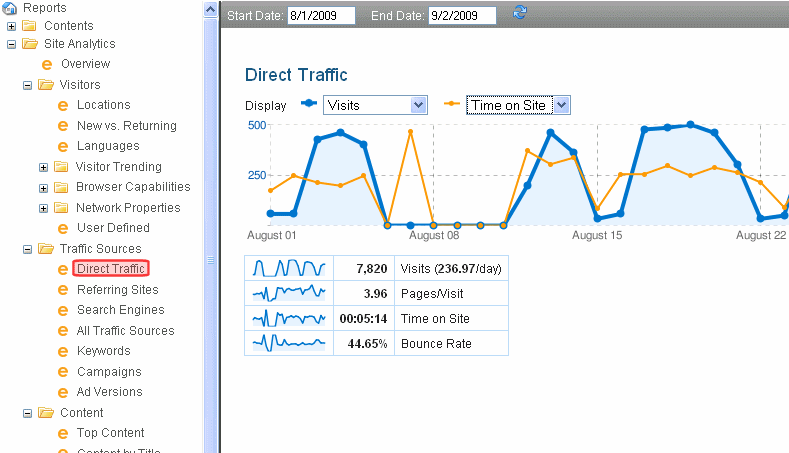 Reports
Contents
Site Analytics
Overview
Visitors
Locations
New vs. Returning
Languages
Visitor Trending
Browser Capabilities
Network Properties
User Defined
Traffic Sources
Direct Traffic
Referring Sites
Search Engines
All Traffic Sources
Keywords
Campaigns
Ad Versions
Content
Top Content
Content by Title
Start Date: 8/1/2009 End Date: 9/2/2009
Direct Traffic
Display Visits Time on Site
500
250
August 01 August 08 August 15 August 22
7,820 Visits (236.97/day)
3.96 Pages/Visit
00:05:14 Time on Site
44.65% Bounce Rate